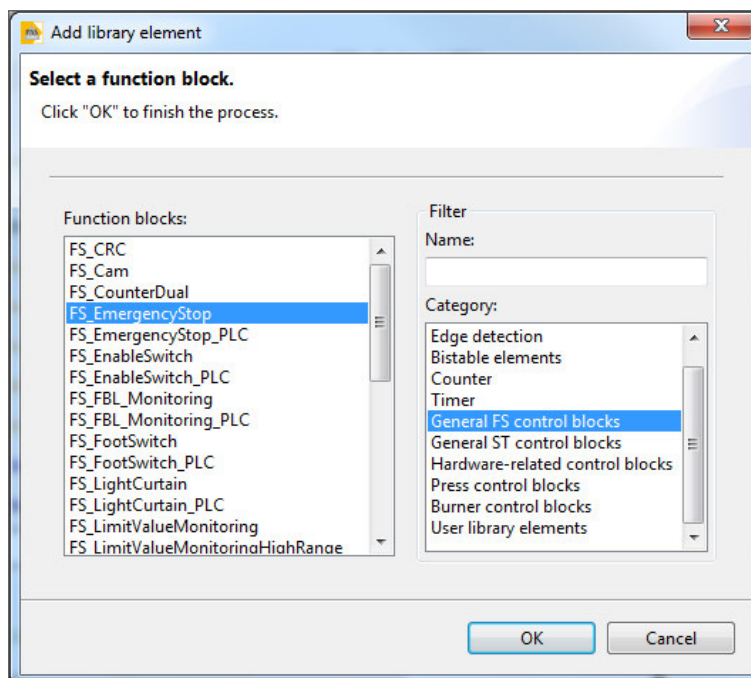 Add library element
Select a function block.
Click "OK" to finish the process.
Function blocks:
FS_CRC
FS_Cam
FS_CounterDual
FS_EmergencyStop
FS_EmergencyStop_PLC
FS_EnableSwitch
FS_EnableSwitch_PLC
FS_FBL_Monitoring
FS_FBL_Monitoring_PLC
FS_FootSwitch
FS_FootSwitch_PLC
FS_LightCurtain
FS_LightCurtain_PLC
FS_LimitValueMonitoring
FS_LimitValueMonitoringHighRange
Filter
Name:
Category:
Edge detection
Bistable elements
Counter
Timer
General FS control blocks
General ST control blocks
Hardware-related control blocks
Press control blocks
Burner control blocks
User library elements
OK
Cancel